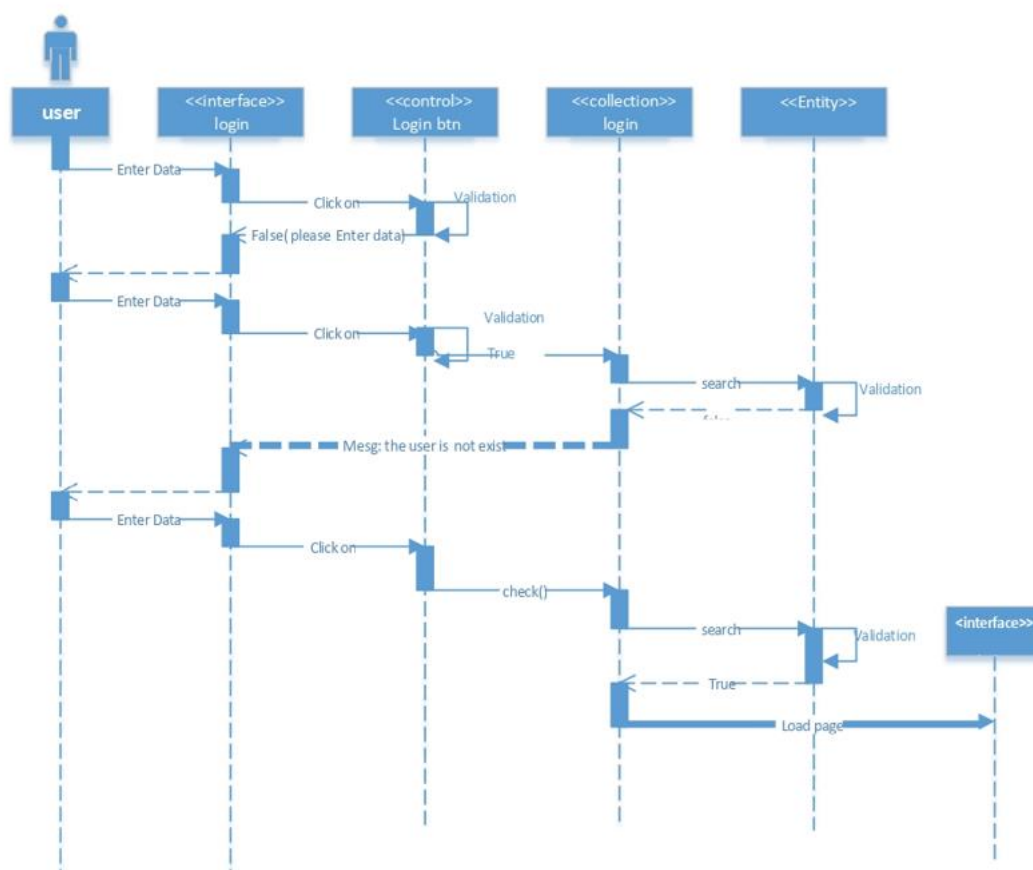 user
<<interface>>
login
<<control>>
Login btn
<<collection>>
login
<<Entity>>
Enter Data
Click on
Validation
False( please Enter data)
Enter Data
Click on
Validation
True
search
Validation
Mesg: the user is not exist
Enter Data
Click on
check()
search
Validation
<interface>>
True
Load page